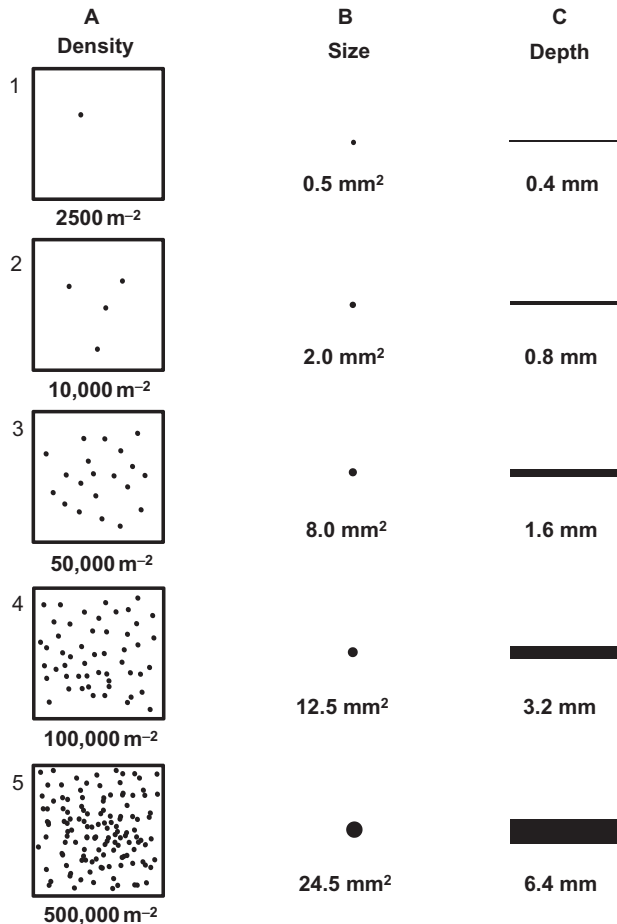 A B C
Density Size Depth
1
0.5 mm² 0.4 mm
2500 m⁻²
2
2.0 mm² 0.8 mm
10,000 m⁻²
3
8.0 mm² 1.6 mm
50,000 m⁻²
4
12.5 mm² 3.2 mm
100,000 m⁻²
5
24.5 mm² 6.4 mm
500,000 m⁻²